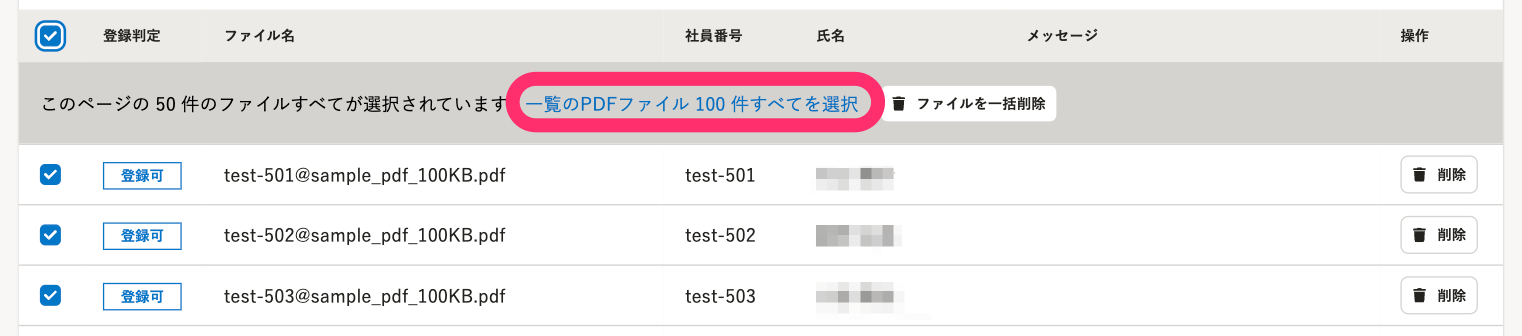 登録判定 ファイル名 社員番号 氏名 メッセージ 操作
このページの 50 件のファイルすべてが選択されています 一覧のPDFファイル 100 件すべてを選択 ファイルを一括削除
登録可 test-501@sample_pdf_100KB.pdf test-501 削除
登録可 test-502@sample_pdf_100KB.pdf test-502 削除
登録可 test-503@sample_pdf_100KB.pdf test-503 削除